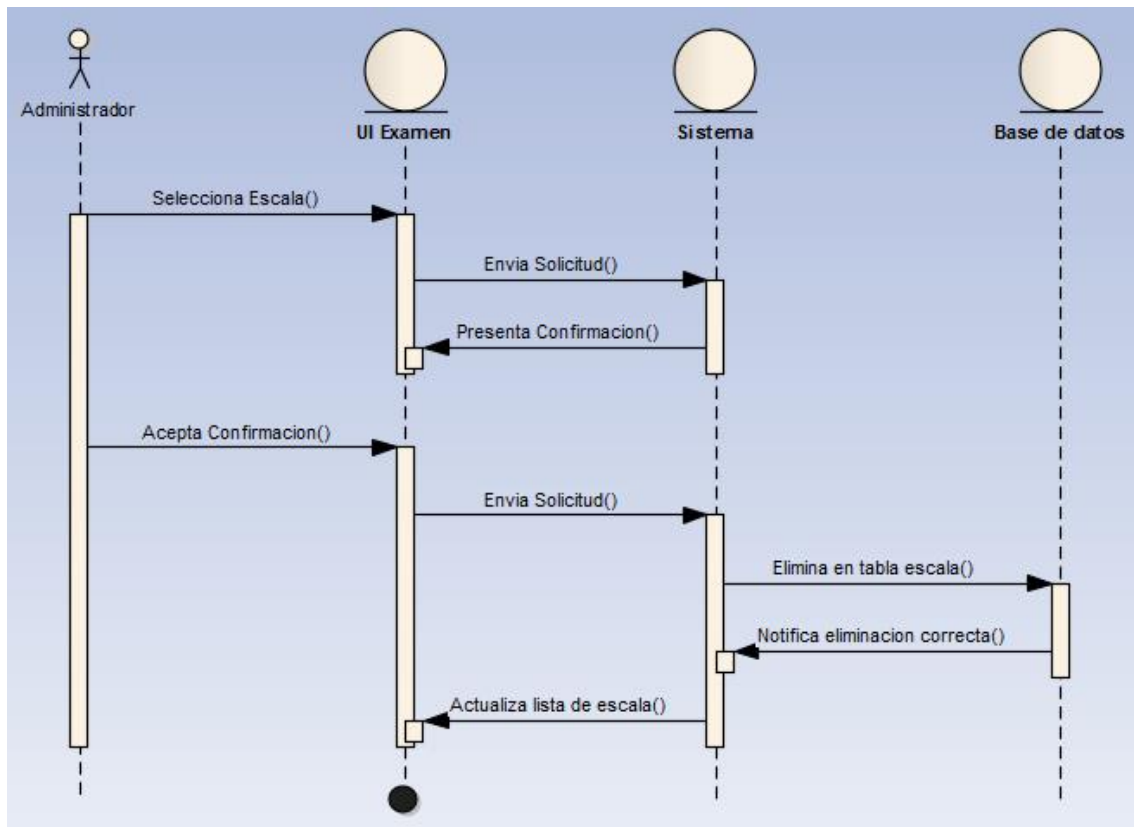 Administrador
UI Examen
Sistema
Base de datos
Selecciona Escala()
Envia Solicitud()
Presenta Confirmacion()
Acepta Confirmacion()
Envia Solicitud()
Elimina en tabla escala()
Notifica eliminacion correcta()
Actualiza lista de escala()